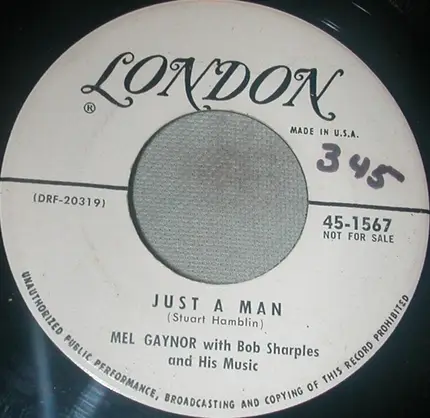 LONDON
®
MADE IN U.S.A.
345
(DRF-20319)
45-1567
NOT FOR SALE
JUST A MAN
(Stuart Hamblin)
MEL GAYNOR with Bob Sharples
and His Music
UNAUTHORIZED PUBLIC PERFORMANCE, BROADCASTING AND COPYING OF THIS RECORD PROHIBITED